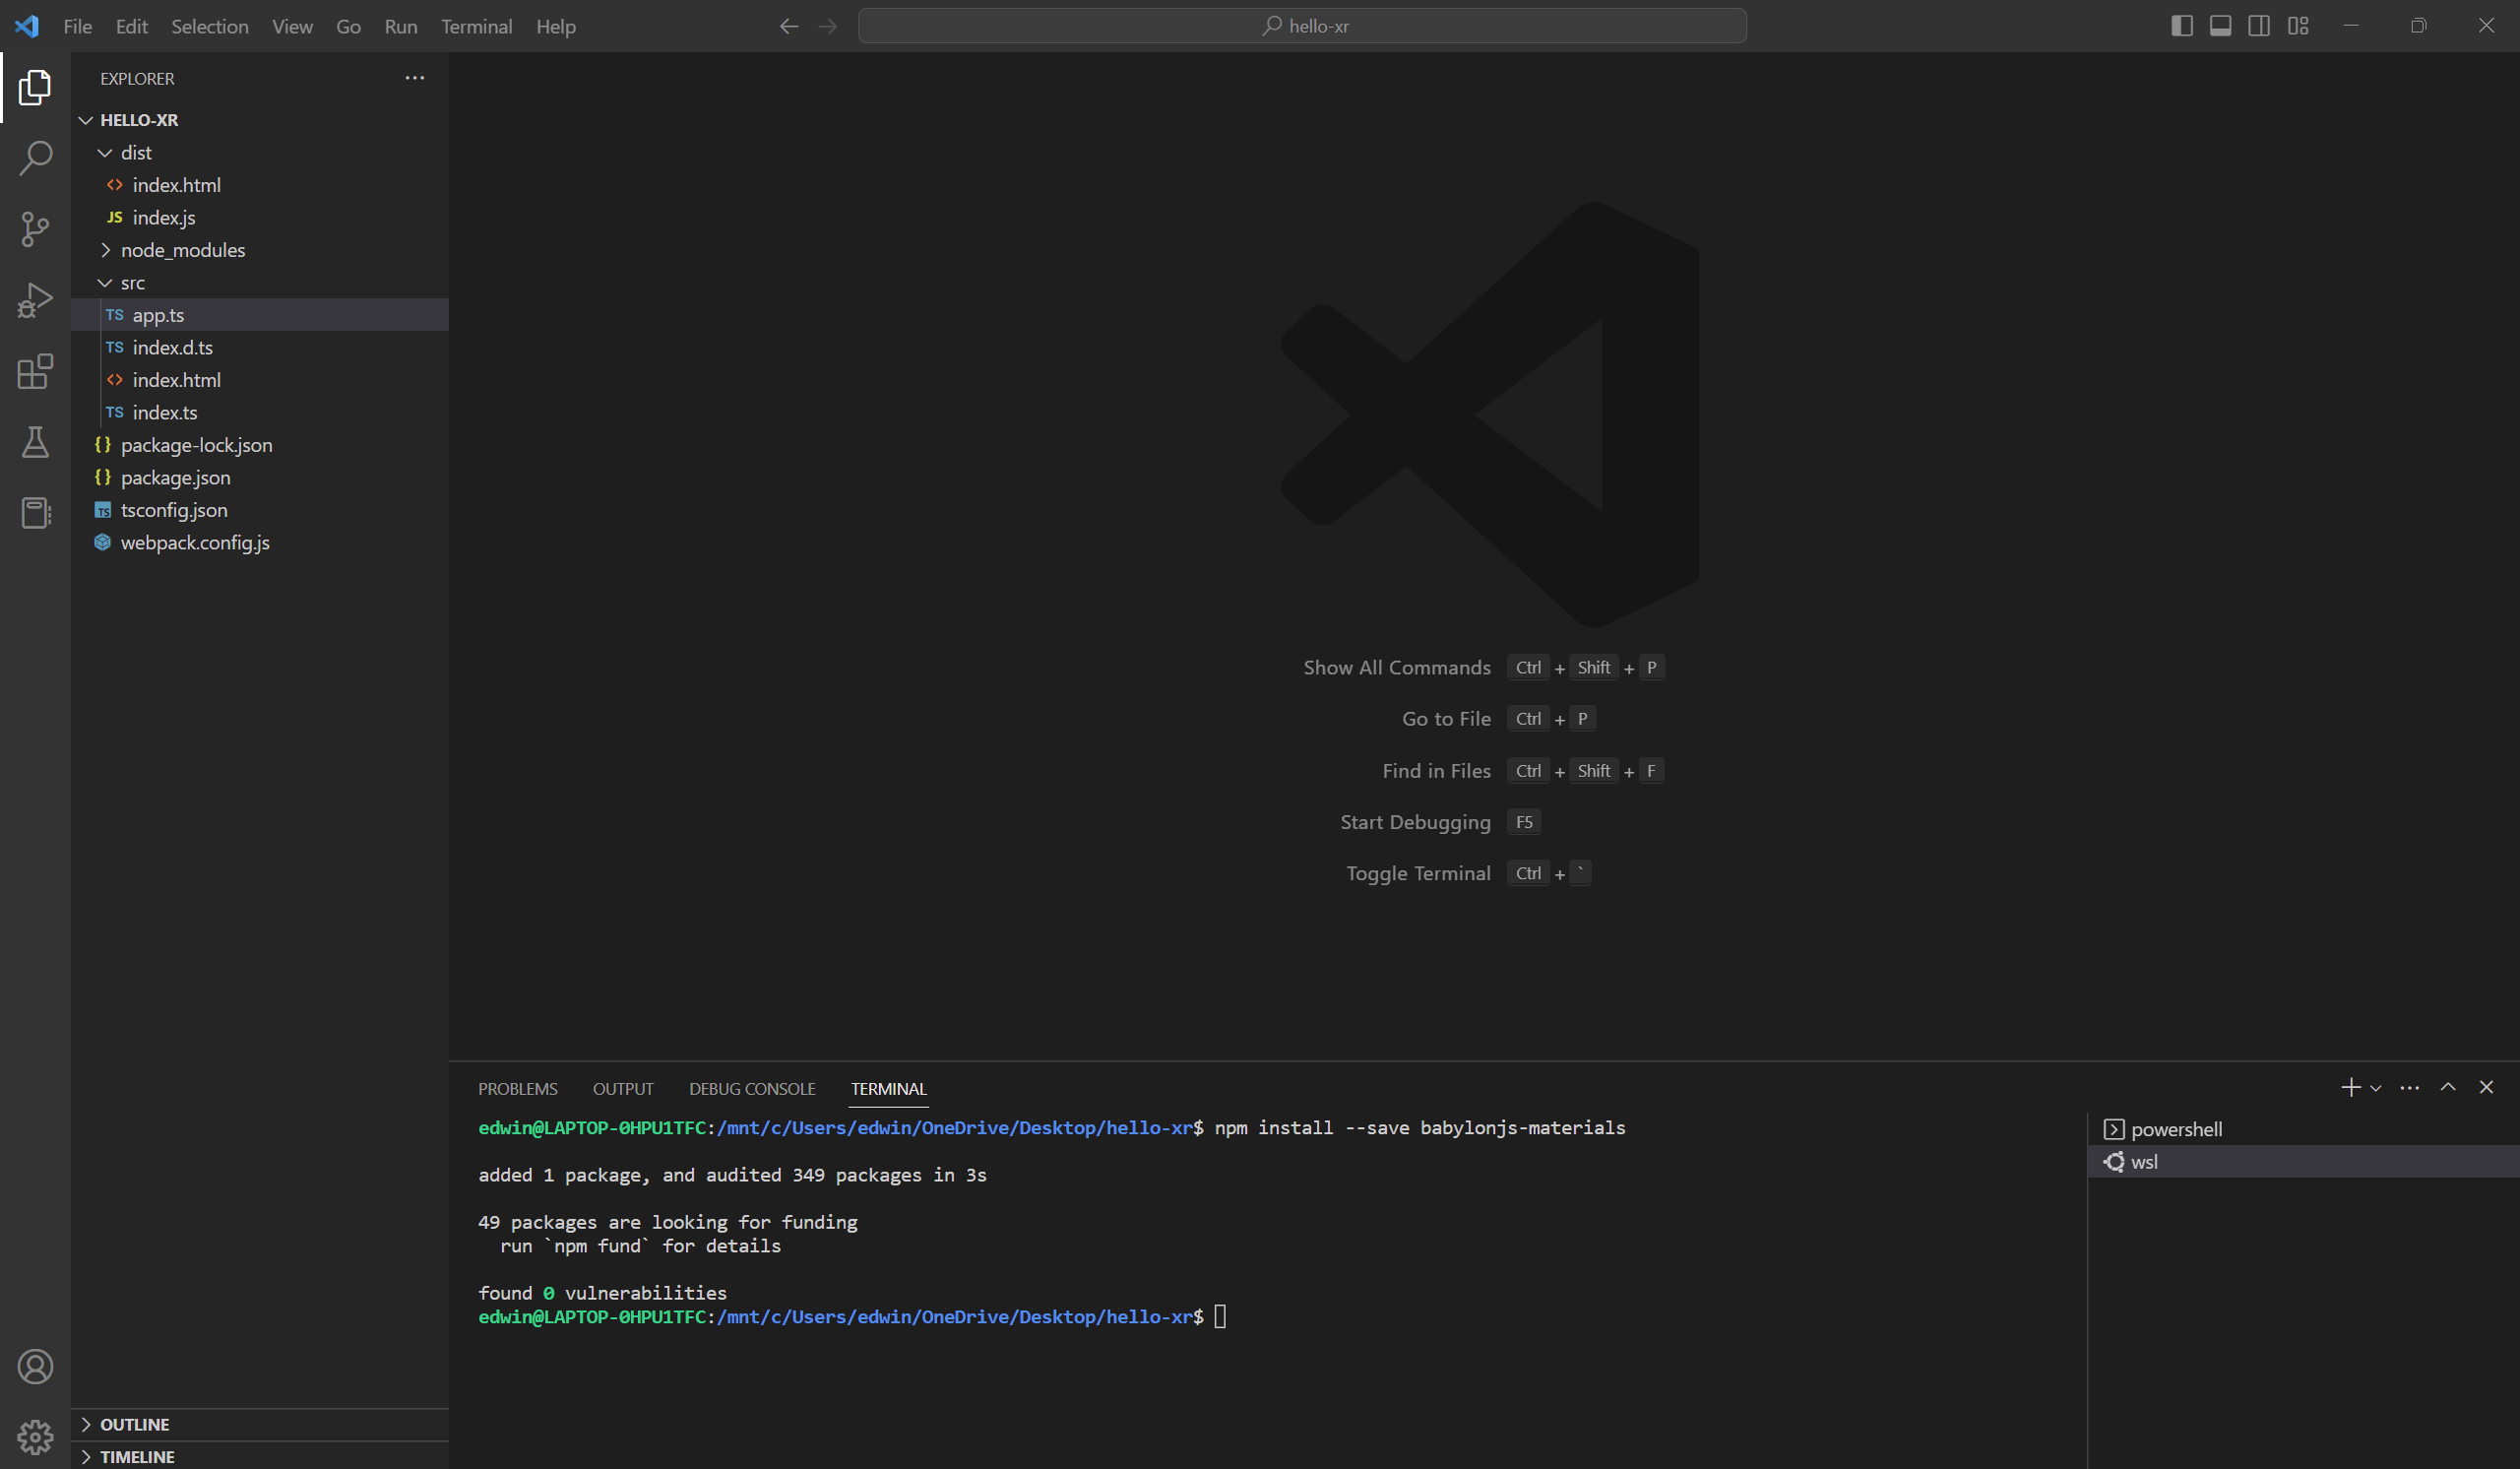 File Edit Selection View Go Run Terminal Help
hello-xr
EXPLORER
HELLO-XR
dist
<> index.html
JS index.js
node_modules
src
TS app.ts
TS index.d.ts
<> index.html
TS index.ts
{} package-lock.json
{} package.json
TS tsconfig.json
webpack.config.js
Show All Commands Ctrl + Shift + P
Go to File Ctrl + P
Find in Files Ctrl + Shift + F
Start Debugging F5
Toggle Terminal Ctrl + `
PROBLEMS OUTPUT DEBUG CONSOLE TERMINAL
edwin@LAPTOP-0HPU1TFC:/mnt/c/Users/edwin/OneDrive/Desktop/hello-xr$ npm install --save babylonjs-materials
added 1 package, and audited 349 packages in 3s
49 packages are looking for funding
run `npm fund` for details
found 0 vulnerabilities
edwin@LAPTOP-0HPU1TFC:/mnt/c/Users/edwin/OneDrive/Desktop/hello-xr$
powershell
wsl
OUTLINE
TIMELINE